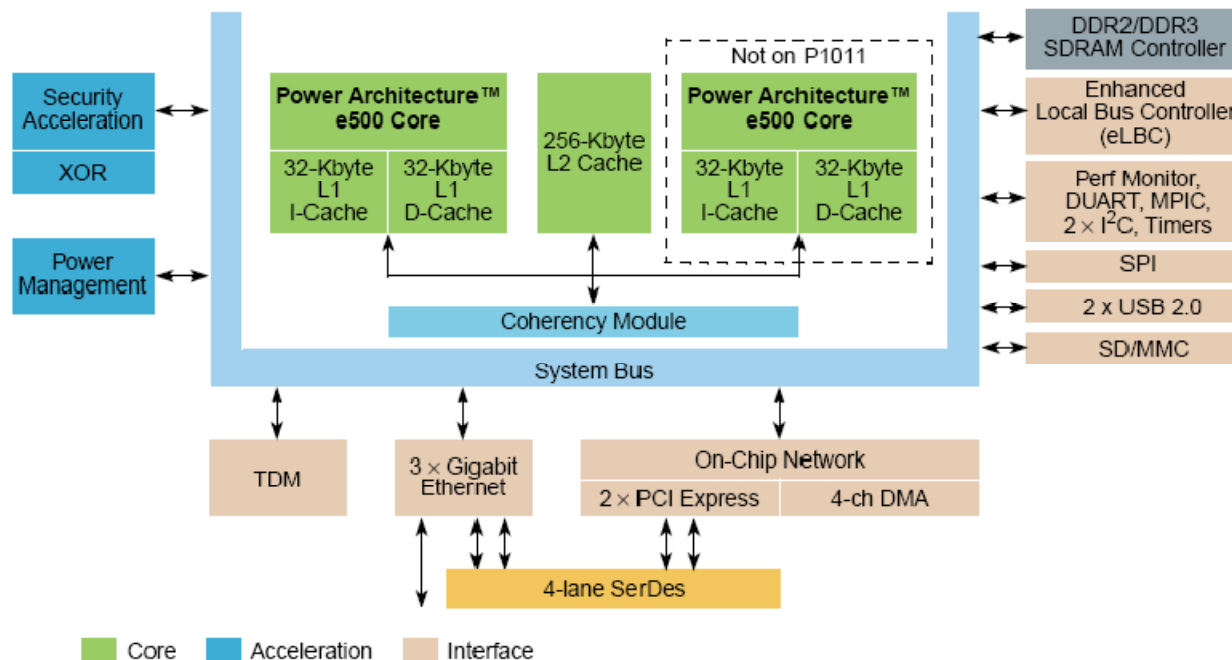 Security
Acceleration
XOR
Power
Management
Power Architecture™
e500 Core
32-Kbyte
L1
I-Cache
32-Kbyte
L1
D-Cache
256-Kbyte
L2 Cache
Not on P1011
Power Architecture™
e500 Core
32-Kbyte
L1
I-Cache
32-Kbyte
L1
D-Cache
Coherency Module
System Bus
DDR2/DDR3
SDRAM Controller
Enhanced
Local Bus Controller
(eLBC)
Perf Monitor,
DUART, MPIC,
2 × I²C, Timers
SPI
2 x USB 2.0
SD/MMC
TDM
3 × Gigabit
Ethernet
On-Chip Network
2 × PCI Express
4-ch DMA
4-lane SerDes
Core
Acceleration
Interface